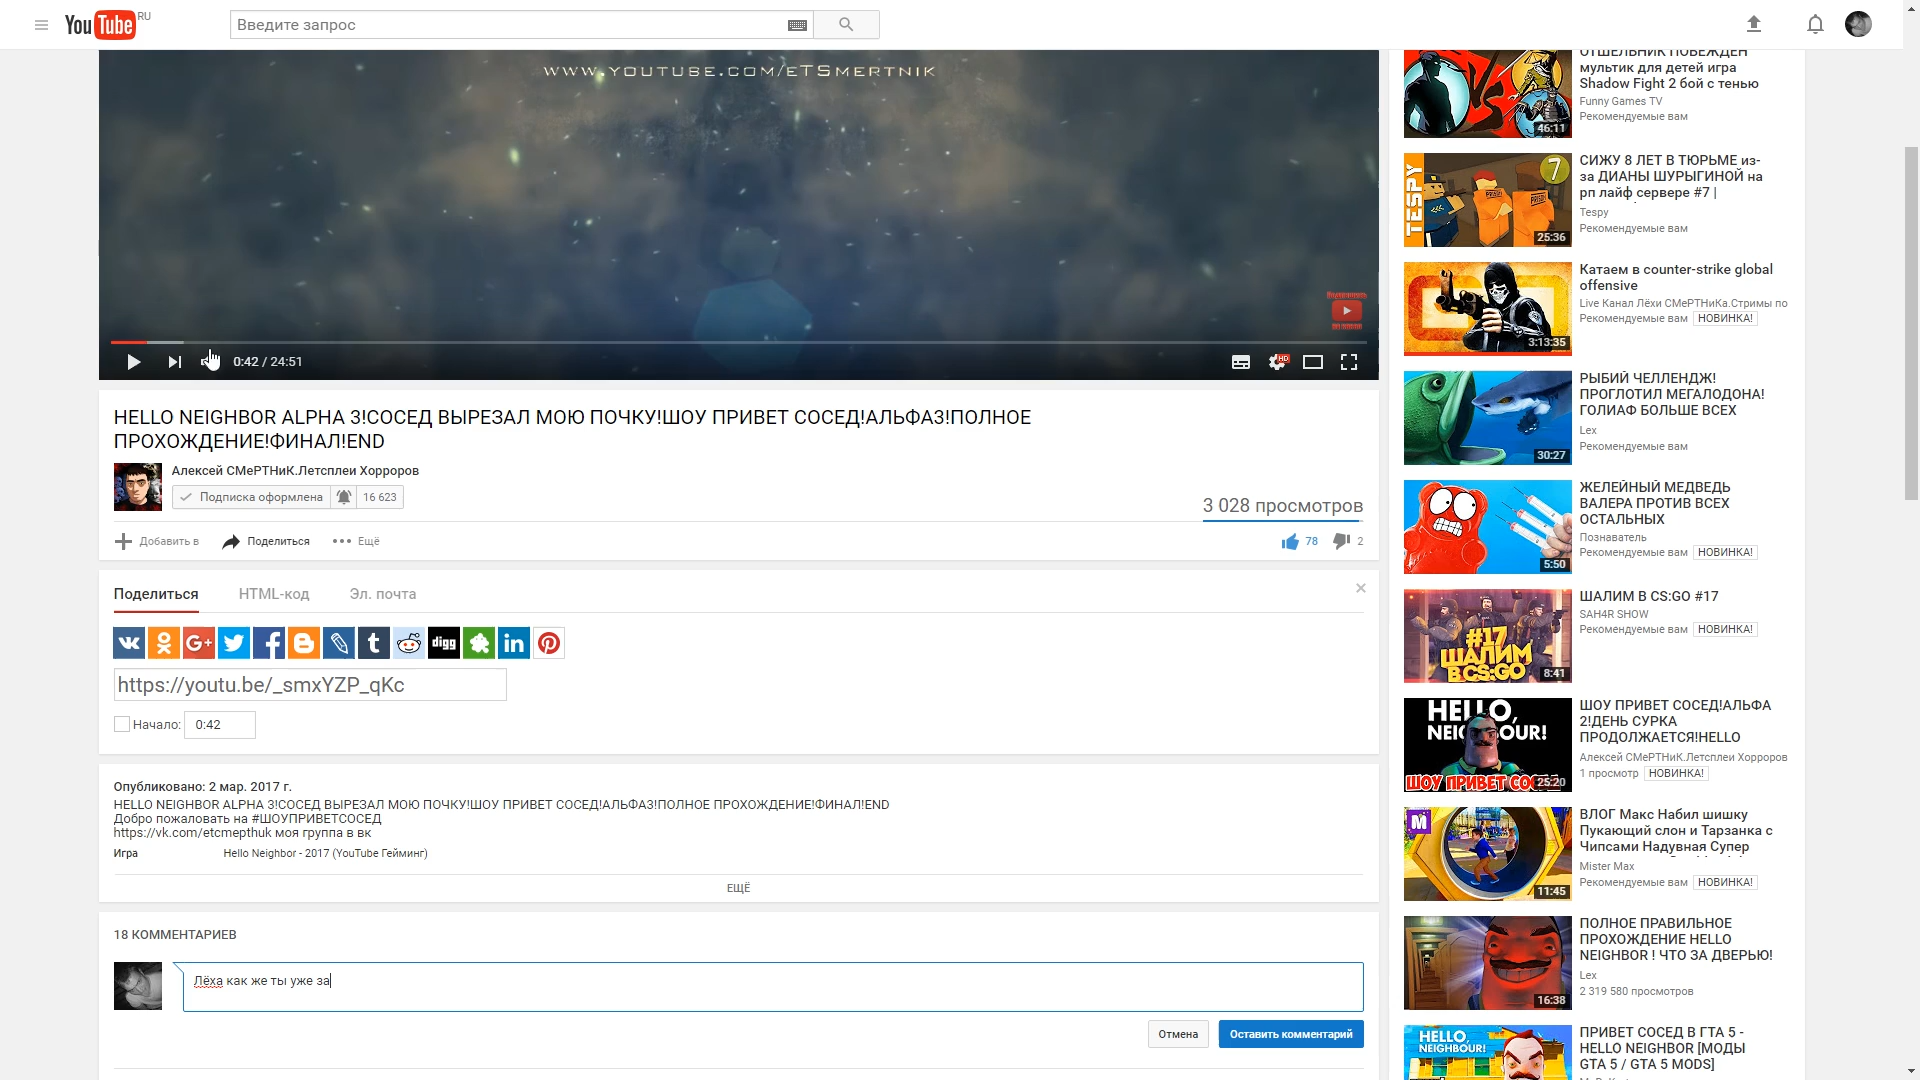 YouTube RU
Введите запрос
WWW.YOUTUBE.COM/ETSMERTNIK
0:42 / 24:51
HD
HELLO NEIGHBOR ALPHA 3!СОСЕД ВЫРЕЗАЛ МОЮ ПОЧКУ!ШОУ ПРИВЕТ СОСЕД!АЛЬФА3!ПОЛНОЕ
ПРОХОЖДЕНИЕ!ФИНАЛ!END
Алексей СМеРТНиК.Летсплеи Хорроров
Подписка оформлена
16 623
3 028 просмотров
Добавить в
Поделиться
Ещё
78
2
Поделиться
HTML-код
Эл. почта
digg
https://youtu.be/_smxYZP_qKc
Начало:
0:42
Опубликовано: 2 мар. 2017 г.
HELLO NEIGHBOR ALPHA 3!СОСЕД ВЫРЕЗАЛ МОЮ ПОЧКУ!ШОУ ПРИВЕТ СОСЕД!АЛЬФА3!ПОЛНОЕ ПРОХОЖДЕНИЕ!ФИНАЛ!END
Добро пожаловать на #ШОУПРИВЕТСОСЕД
https://vk.com/etcmepthuk моя группа в вк
Игра
Hello Neighbor - 2017 (YouTube Гейминг)
ЕЩЁ
18 КОММЕНТАРИЕВ
Лёха как же ты уже за
Отмена
Оставить комментарий
ОТШЕЛЬНИК ПОБЕЖДЕН
мультик для детей игра
Shadow Fight 2 бой с тенью
Funny Games TV
Рекомендуемые вам
VS
46:11
СИЖУ 8 ЛЕТ В ТЮРЬМЕ из-
за ДИАНЫ ШУРЫГИНОЙ на
рп лайф сервере #7 |
Tespy
Рекомендуемые вам
TESPY
7
25:36
Катаем в counter-strike global
offensive
Live Канал Лёхи СМеРТНиКа.Стримы по
Рекомендуемые вам
НОВИНКА!
3:13:35
РЫБИЙ ЧЕЛЛЕНДЖ!
ПРОГЛОТИЛ МЕГАЛОДОНА!
ГОЛИАФ БОЛЬШЕ ВСЕХ
Lex
Рекомендуемые вам
30:27
ЖЕЛЕЙНЫЙ МЕДВЕДЬ
ВАЛЕРА ПРОТИВ ВСЕХ
ОСТАЛЬНЫХ
Познаватель
Рекомендуемые вам
НОВИНКА!
5:50
ШАЛИМ В CS:GO #17
SAH4R SHOW
Рекомендуемые вам
НОВИНКА!
#17
ШАЛИМ
В CS:GO
8:41
ШОУ ПРИВЕТ СОСЕД!АЛЬФА
2!ДЕНЬ СУРКА
ПРОДОЛЖАЕТСЯ!HELLO
Алексей СМеРТНиК.Летсплеи Хорроров
1 просмотр
НОВИНКА!
HELLO,
NEIGHBOUR!
ШОУ ПРИВЕТ СОСЕД
25:20
ВЛОГ Макс Набил шишку
Пукающий слон и Тарзанка с
Чипсами Надувная Супер
Mister Max
Рекомендуемые вам
НОВИНКА!
M
11:45
ПОЛНОЕ ПРАВИЛЬНОЕ
ПРОХОЖДЕНИЕ HELLO
NEIGHBOR ! ЧТО ЗА ДВЕРЬЮ!
Lex
2 319 580 просмотров
16:38
ПРИВЕТ СОСЕД В ГТА 5 -
HELLO NEIGHBOR [МОДЫ
GTA 5 / GTA 5 MODS]
HELLO,
NEIGHBOUR!